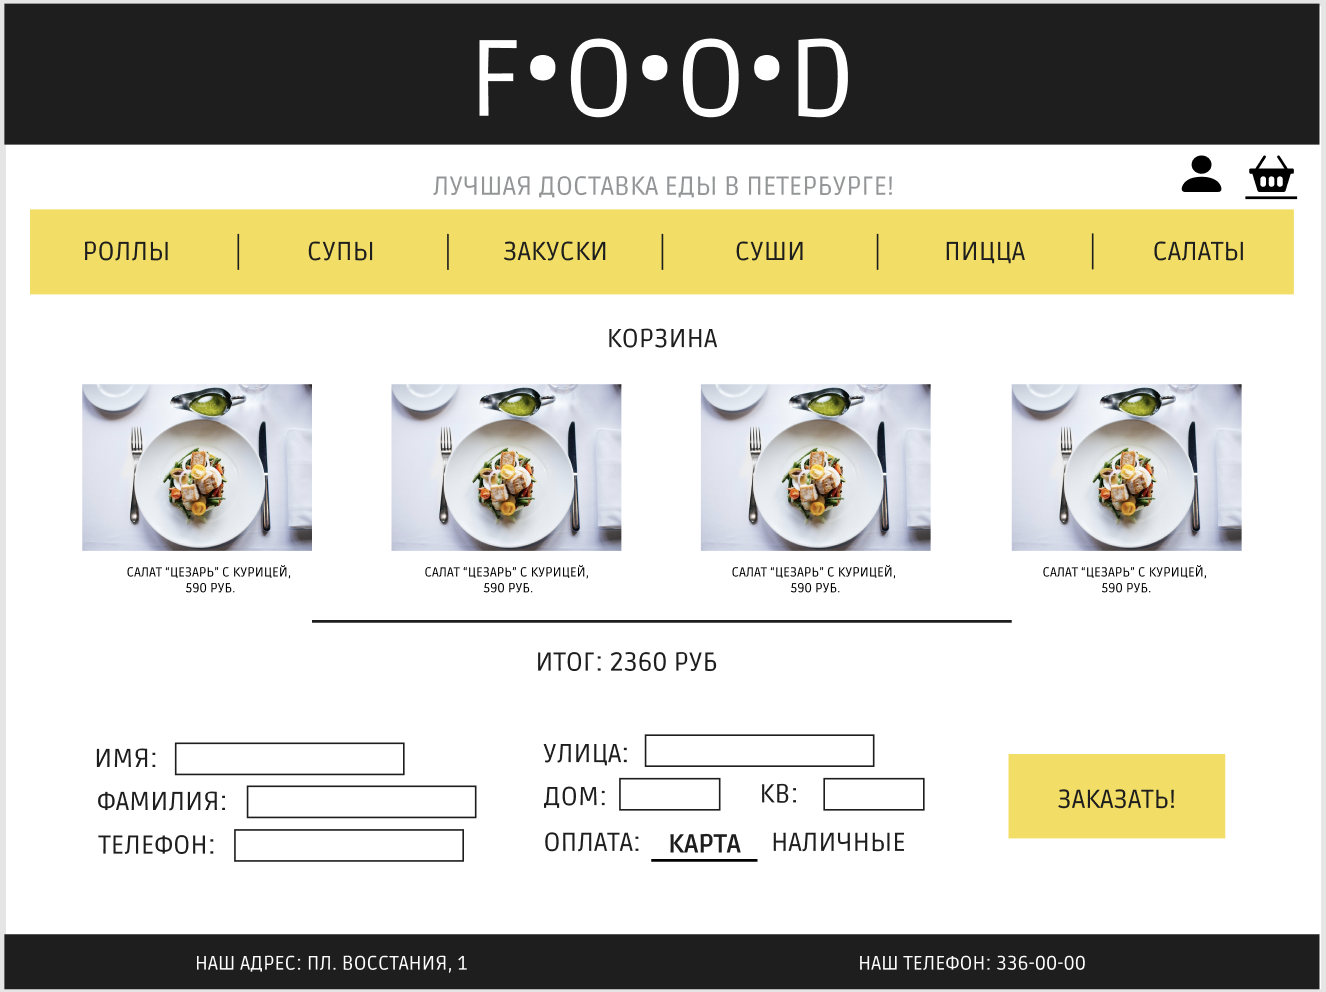 F•O•O•D
ЛУЧШАЯ ДОСТАВКА ЕДЫ В ПЕТЕРБУРГЕ!
РОЛЛЫ | СУПЫ | ЗАКУСКИ | СУШИ | ПИЦЦА | САЛАТЫ
КОРЗИНА
САЛАТ “ЦЕЗАРЬ” С КУРИЦЕЙ,
590 РУБ.
САЛАТ “ЦЕЗАРЬ” С КУРИЦЕЙ,
590 РУБ.
САЛАТ “ЦЕЗАРЬ” С КУРИЦЕЙ,
590 РУБ.
САЛАТ “ЦЕЗАРЬ” С КУРИЦЕЙ,
590 РУБ.
ИТОГ: 2360 РУБ
ИМЯ:
ФАМИЛИЯ:
ТЕЛЕФОН:
УЛИЦА:
ДОМ: КВ:
ОПЛАТА: КАРТА НАЛИЧНЫЕ
ЗАКАЗАТЬ!
НАШ АДРЕС: ПЛ. ВОССТАНИЯ, 1
НАШ ТЕЛЕФОН: 336-00-00